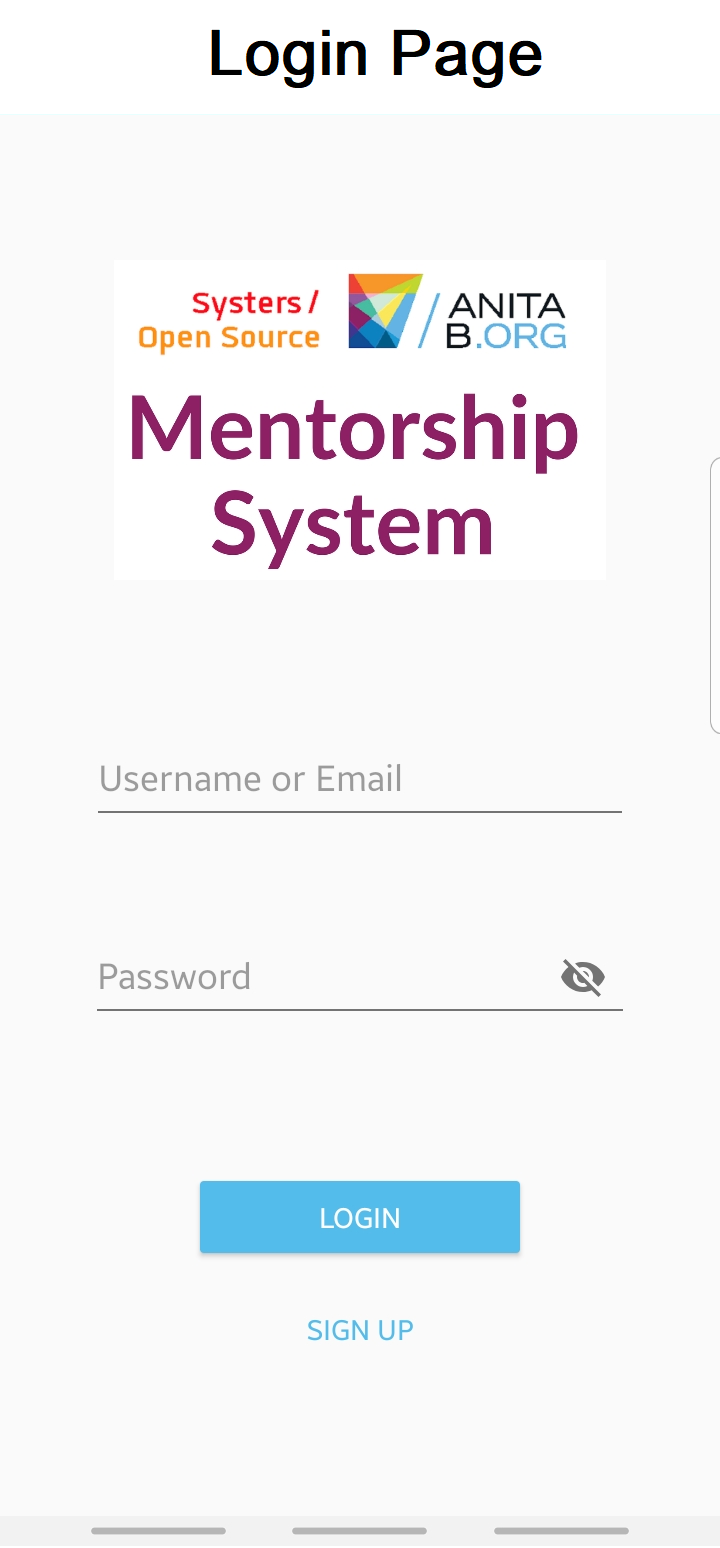 Login Page
Systers /
Open Source
/ ANITA
B.ORG
Mentorship
System
Username or Email
Password
LOGIN
SIGN UP